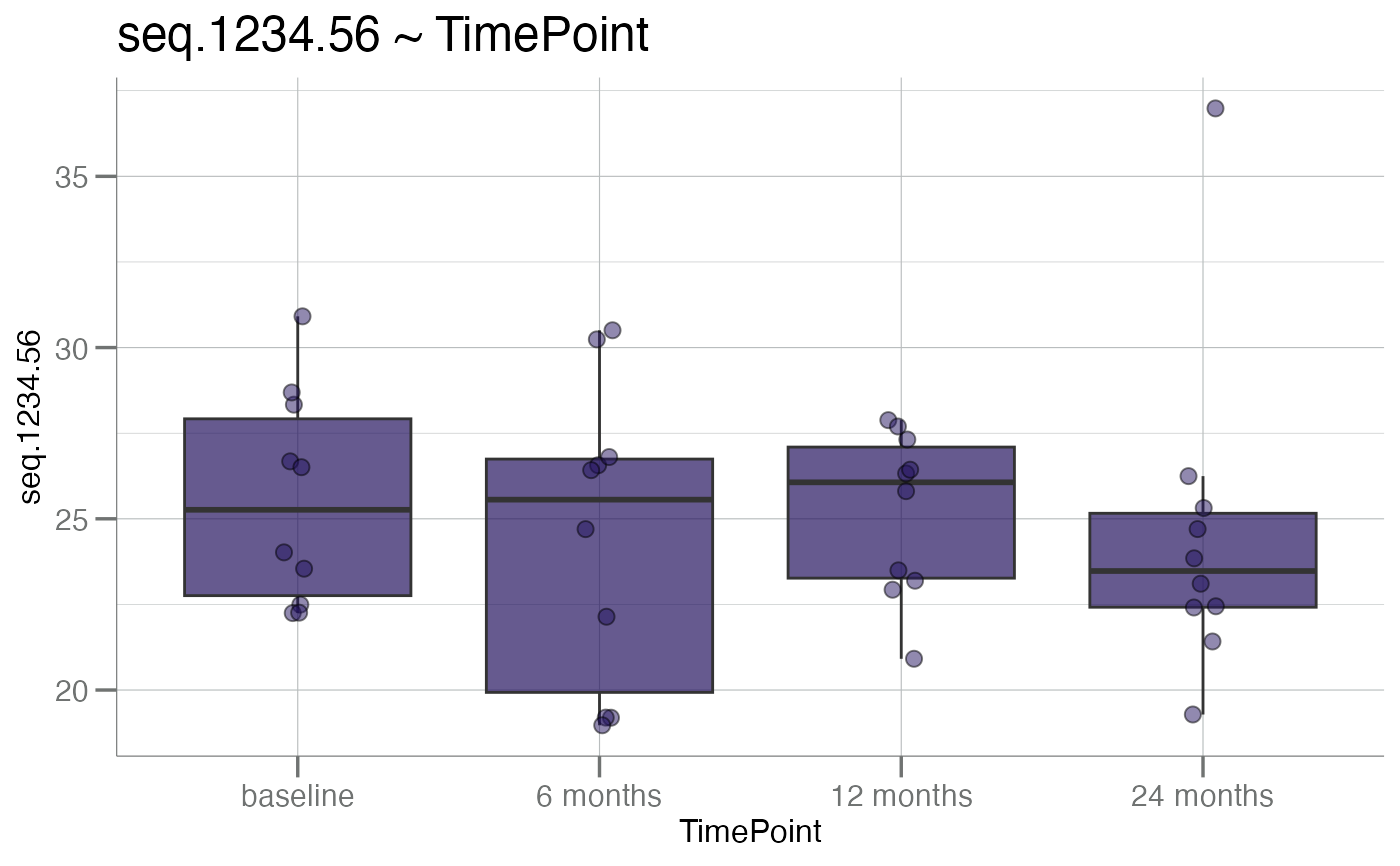 seq.1234.56 ~ TimePoint
seq.1234.56
35
30
25
20
baseline
6 months
12 months
24 months
TimePoint